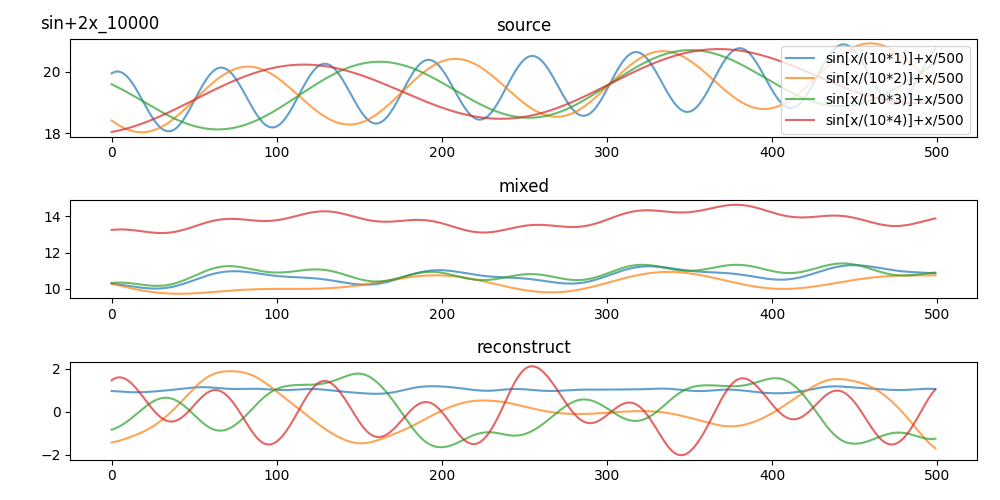 sin+2x_10000
source
20
18
sin[x/(10*1)]+x/500
sin[x/(10*2)]+x/500
sin[x/(10*3)]+x/500
sin[x/(10*4)]+x/500
0 100 200 300 400 500
mixed
14
12
10
0 100 200 300 400 500
reconstruct
2
0
−2
0 100 200 300 400 500